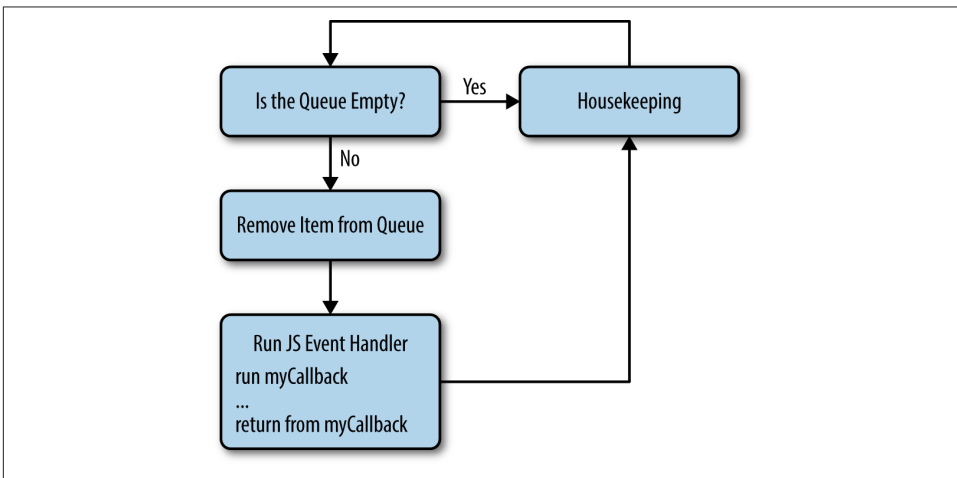 Is the Queue Empty?
Yes
Housekeeping
No
Remove Item from Queue
Run JS Event Handler
run myCallback
...
return from myCallback